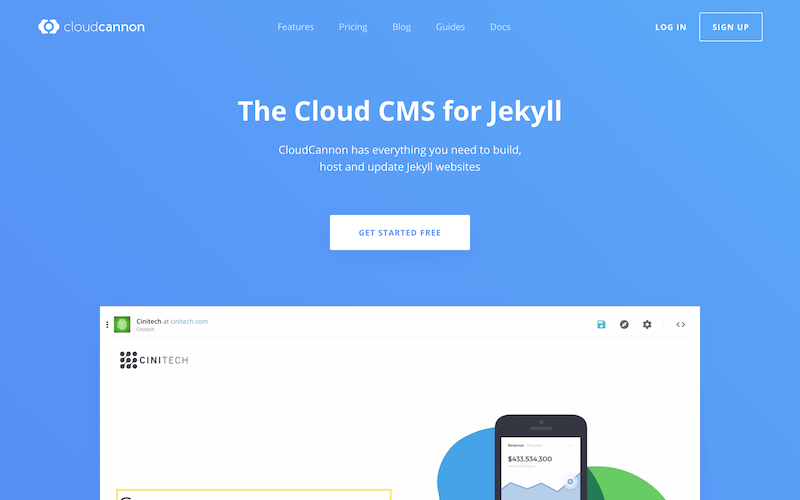 cloudcannon
Features
Pricing
Blog
Guides
Docs
LOG IN
SIGN UP
The Cloud CMS for Jekyll
CloudCannon has everything you need to build,
host and update Jekyll websites
GET STARTED FREE
Cinitech at cinitech.com
Cinitech
CINITECH
Revenue This year
$433,534,300